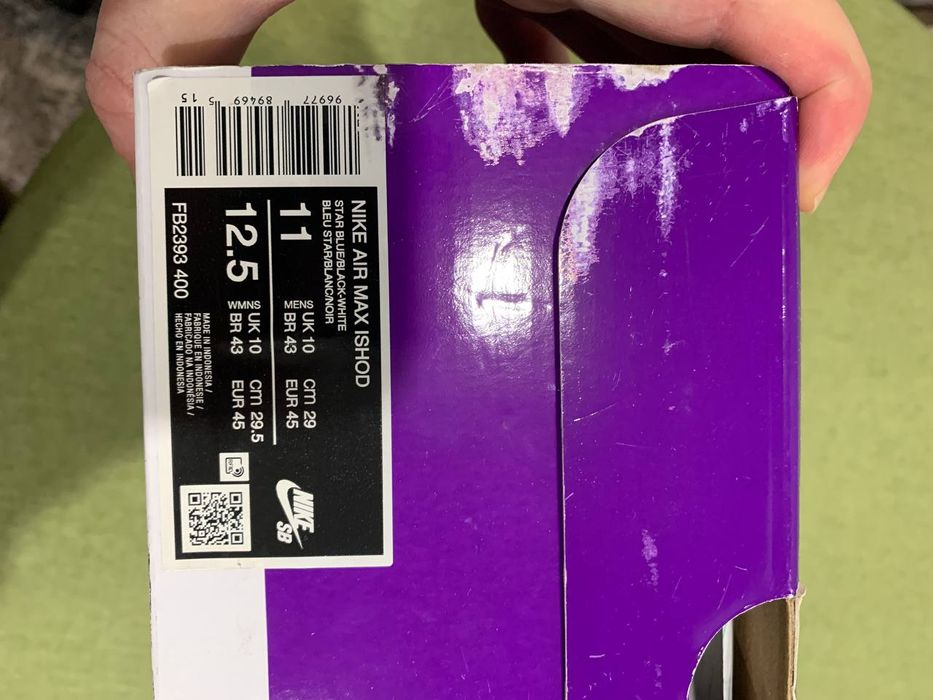 96977 89469 5 15
NIKE AIR MAX ISHOD
STAR BLUE/BLACK-WHITE
BLEU STAR/BLANC/NOIR
11 MENS UK 10 CM 29
BR 43 EUR 45
12.5 WMNS UK 10 CM 29.5
BR 43 EUR 45
FB2393 400
MADE IN INDONESIA /
FABRIQUE EN INDONESIE /
FABRICADO NA INDONÉSIA /
HECHO EN INDONESIA
NIKE
SB